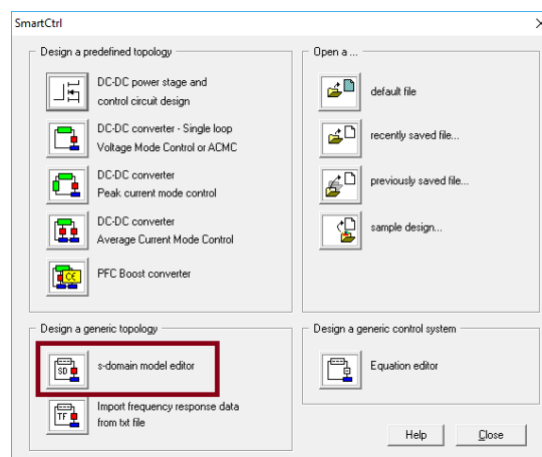 SmartCtrl
Design a predefined topology
DC-DC power stage and
control circuit design
DC-DC converter - Single loop
Voltage Mode Control or ACMC
DC-DC converter
Peak current mode control
DC-DC converter
Average Current Mode Control
CE
PFC Boost converter
Open a ...
default file
recently saved file...
previously saved file...
sample design...
Design a generic topology
SD
s-domain model editor
TF
Import frequency response data
from txt file
Design a generic control system
Equation editor
Help
Close